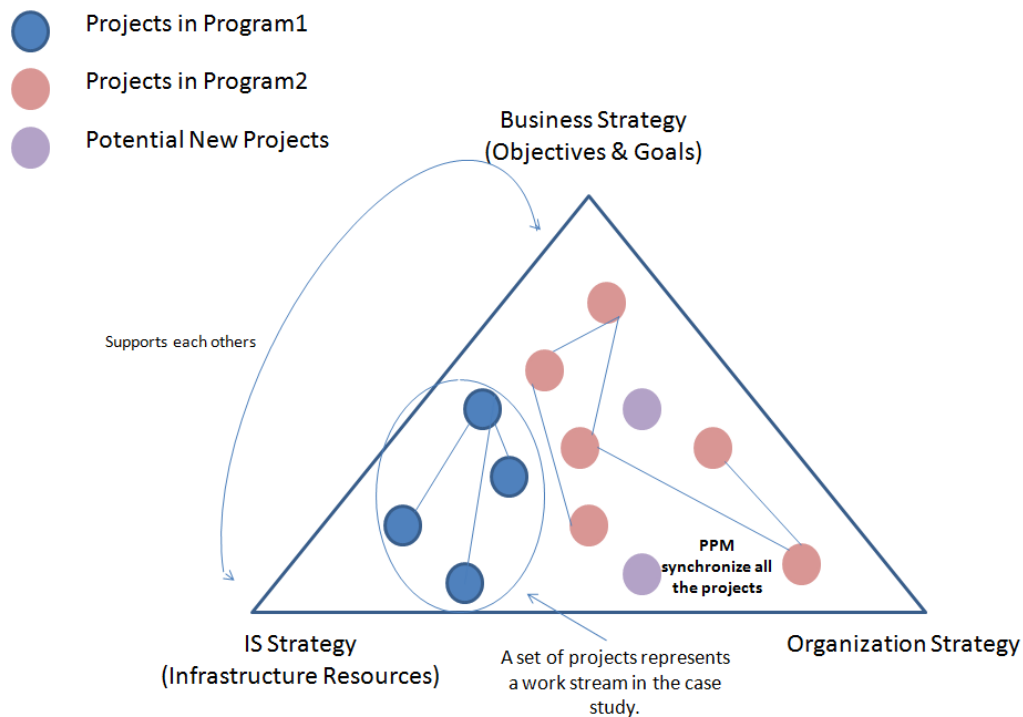 Projects in Program1
Projects in Program2
Potential New Projects
Business Strategy
(Objectives & Goals)
Supports each others
PPM
synchronize all
the projects
IS Strategy
(Infrastructure Resources)
Organization Strategy
A set of projects represents
a work stream in the case
study.